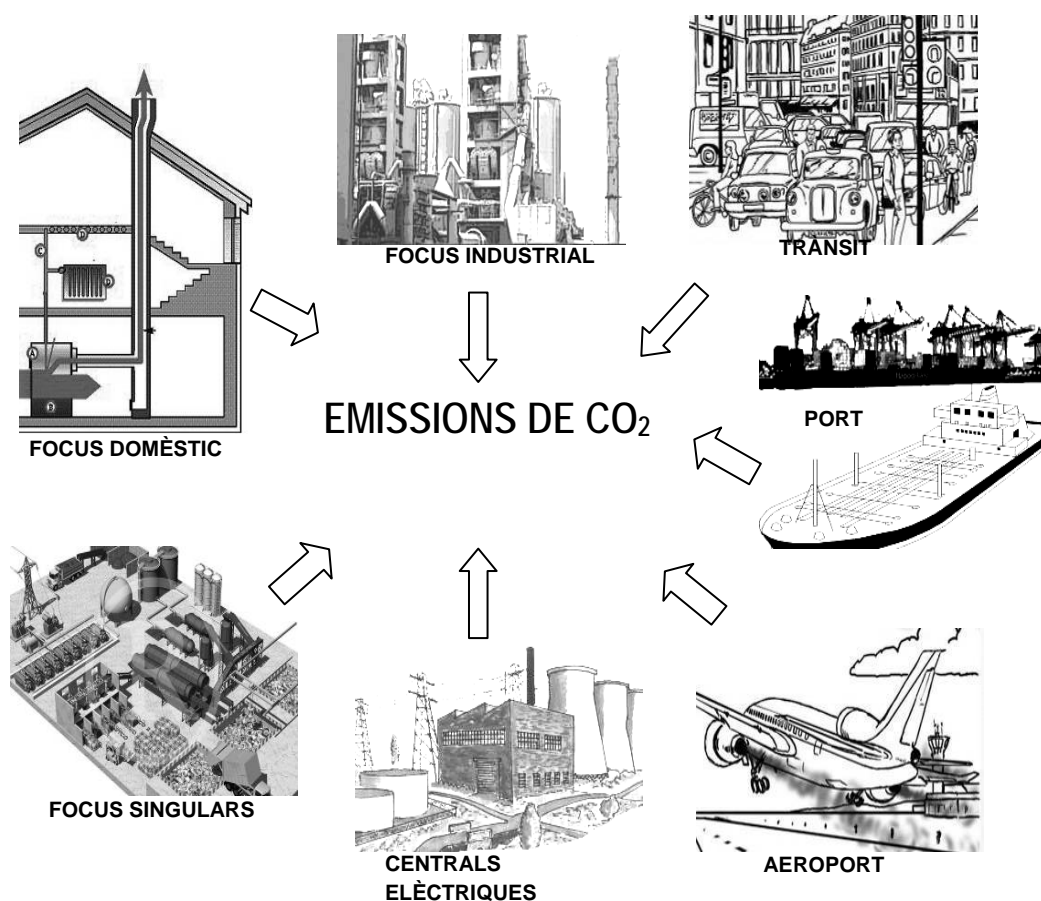 FOCUS INDUSTRIAL
TRÀNSIT
EMISSIONS DE CO₂
PORT
FOCUS DOMÈSTIC
FOCUS SINGULARS
CENTRALS
ELÈCTRIQUES
AEROPORT